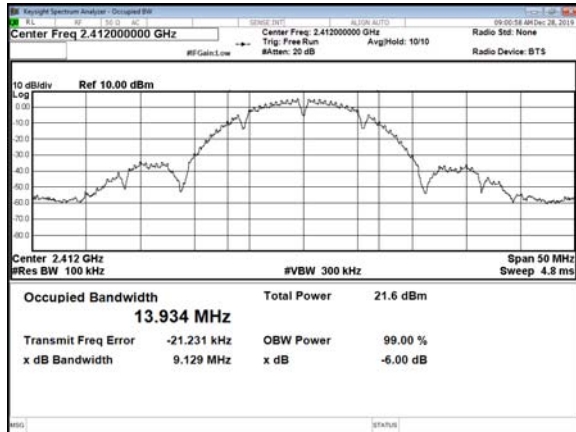 Keysight Spectrum Analyzer - Occupied BW
RL RF 50 Ω AC SENSE:INT ALIGN AUTO 09:00:58 AM Dec 28, 2019
Center Freq 2.412000000 GHz Center Freq: 2.412000000 GHz Radio Std: None
Trig: Free Run Avg|Hold: 10/10
#IFGain:Low #Atten: 20 dB Radio Device: BTS
10 dB/div Ref 10.00 dBm
Log
0.00
-10.0
-20.0
-30.0
-40.0
-50.0
-60.0
-70.0
-80.0
Center 2.412 GHz Span 50 MHz
#Res BW 100 kHz #VBW 300 kHz Sweep 4.8 ms
Occupied Bandwidth Total Power 21.6 dBm
13.934 MHz
Transmit Freq Error -21.231 kHz OBW Power 99.00 %
x dB Bandwidth 9.129 MHz x dB -6.00 dB
MSG STATUS